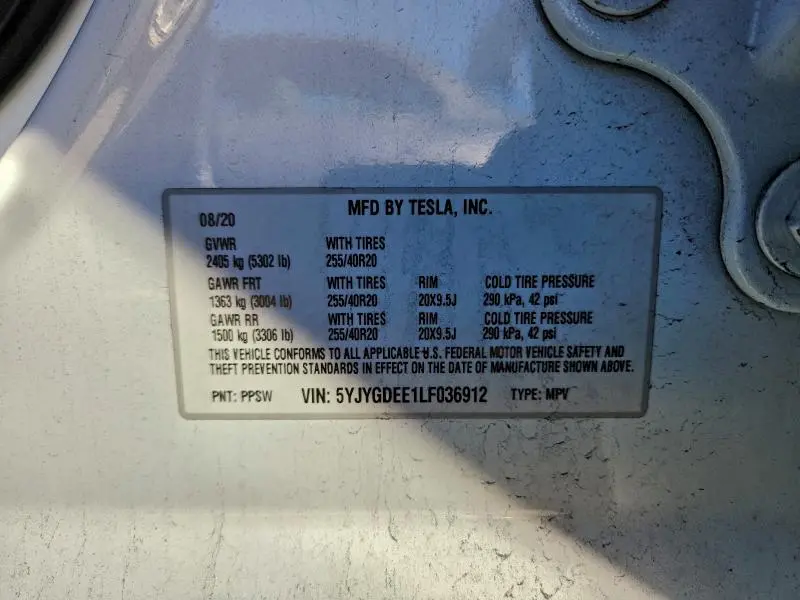 MFD BY TESLA, INC.
08/20
GVWR WITH TIRES
2405 kg (5302 lb) 255/40R20
GAWR FRT WITH TIRES RIM COLD TIRE PRESSURE
1363 kg (3004 lb) 255/40R20 20X9.5J 290 kPa, 42 psi
GAWR RR WITH TIRES RIM COLD TIRE PRESSURE
1500 kg (3306 lb) 255/40R20 20X9.5J 290 kPa, 42 psi
THIS VEHICLE CONFORMS TO ALL APPLICABLE U.S. FEDERAL MOTOR VEHICLE SAFETY AND
THEFT PREVENTION STANDARDS IN EFFECT ON THE DATE OF MANUFACTURE SHOWN ABOVE.
PNT: PPSW VIN: 5YJYGDEE1LF036912 TYPE: MPV